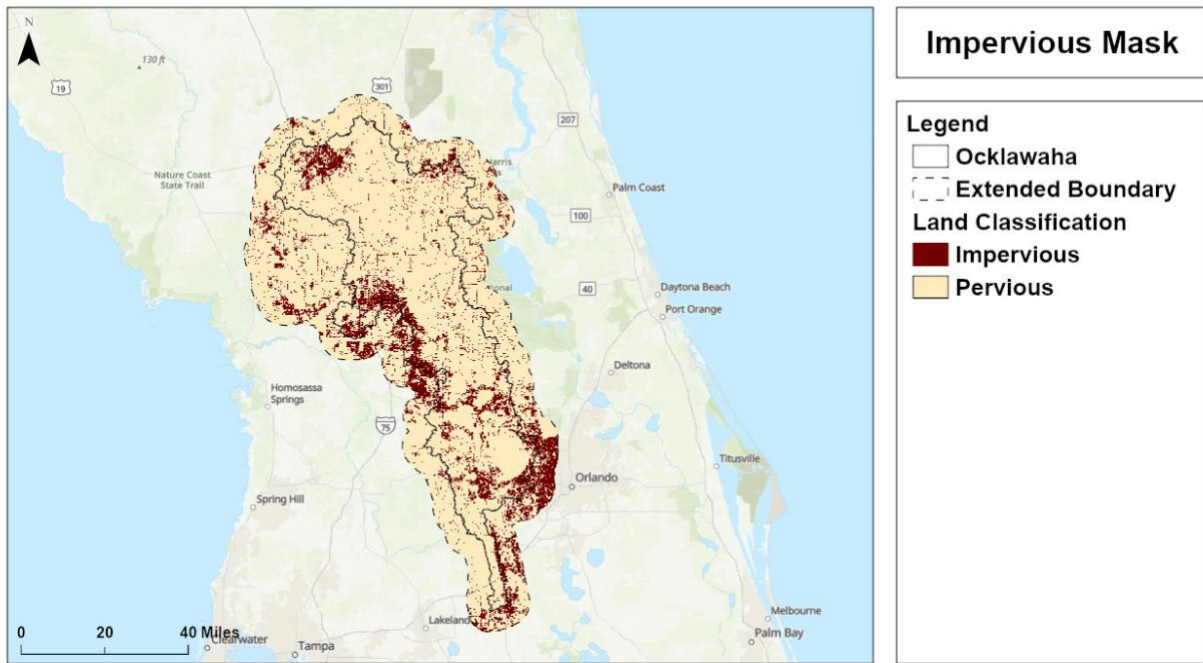 N
130 ft
19
301
207
Nature Coast
State Trail
Palm Coast
100
40
Daytona Beach
Port Orange
Deltona
Homosassa
Springs
75
Titusville
Orlando
Spring Hill
Melbourne
Lakeland
Palm Bay
0 20 40 Miles
Clearwater
Tampa
Impervious Mask
Legend
Ocklawaha
Extended Boundary
Land Classification
Impervious
Pervious